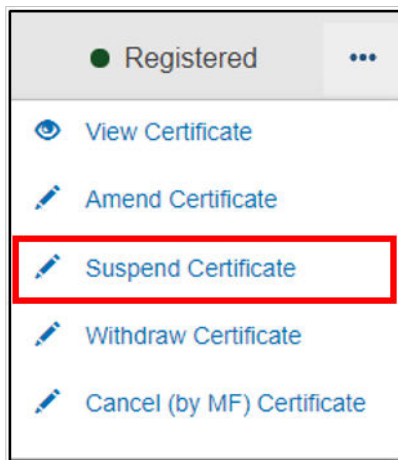 Registered
View Certificate
Amend Certificate
Suspend Certificate
Withdraw Certificate
Cancel (by MF) Certificate